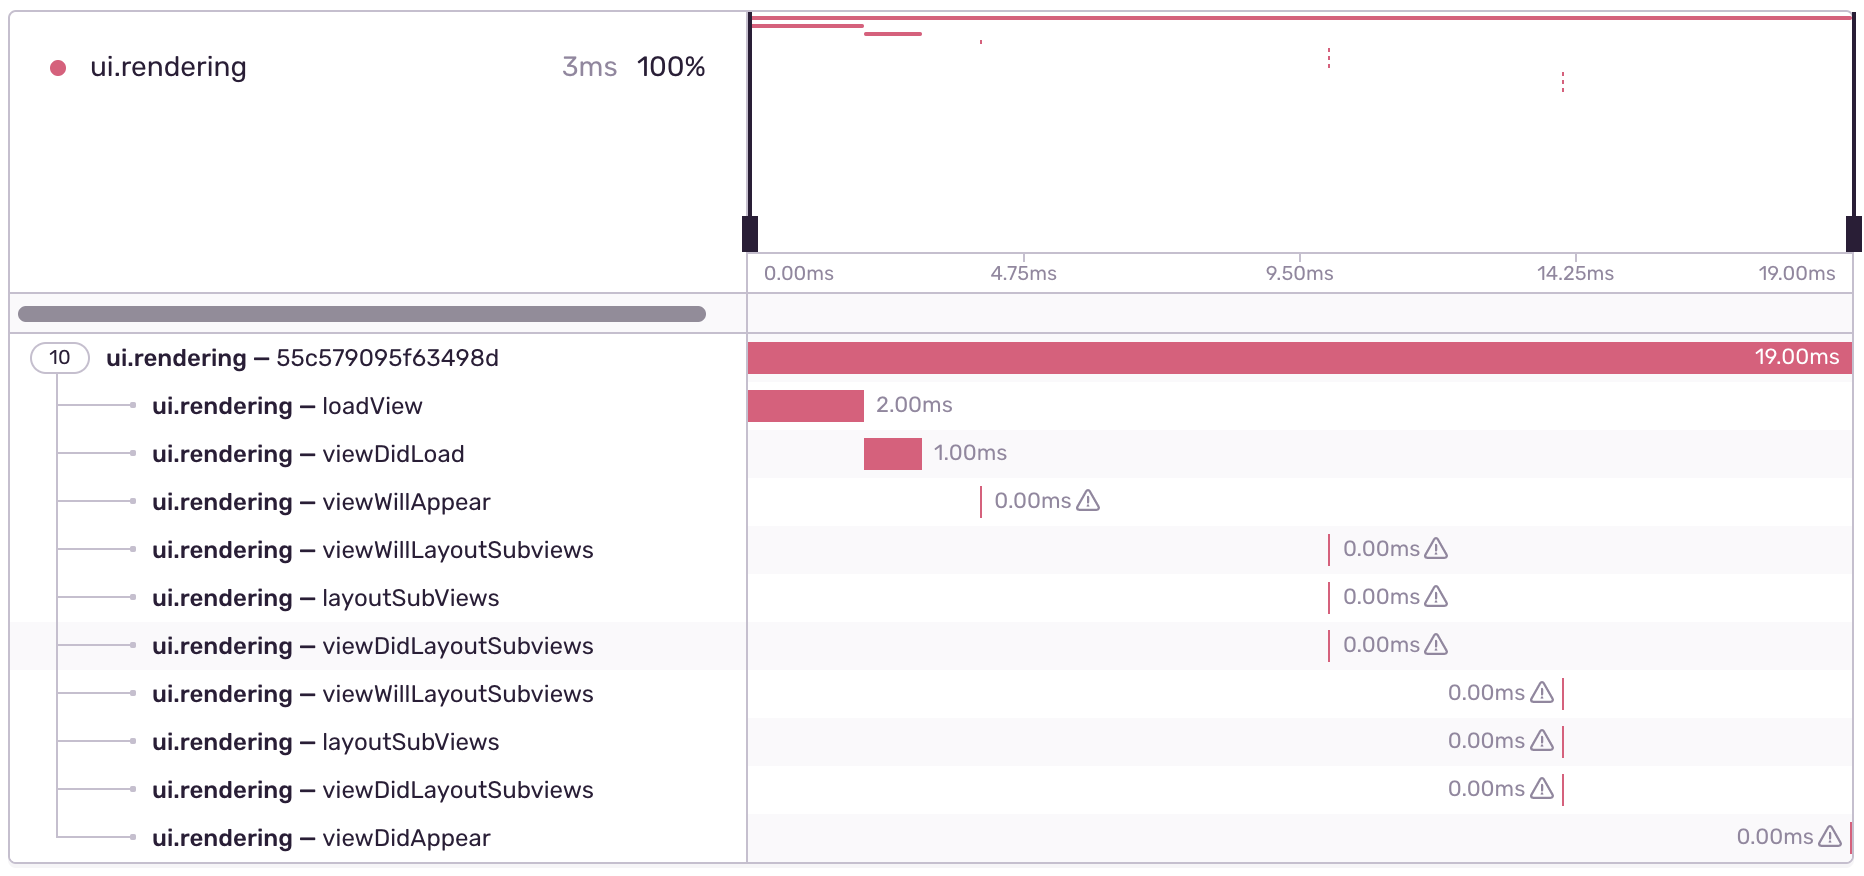 ui.rendering 3ms 100%
0.00ms 4.75ms 9.50ms 14.25ms 19.00ms
10 ui.rendering — 55c579095f63498d 19.00ms
ui.rendering — loadView 2.00ms
ui.rendering — viewDidLoad 1.00ms
ui.rendering — viewWillAppear 0.00ms
ui.rendering — viewWillLayoutSubviews 0.00ms
ui.rendering — layoutSubViews 0.00ms
ui.rendering — viewDidLayoutSubviews 0.00ms
ui.rendering — viewWillLayoutSubviews 0.00ms
ui.rendering — layoutSubViews 0.00ms
ui.rendering — viewDidLayoutSubviews 0.00ms
ui.rendering — viewDidAppear 0.00ms